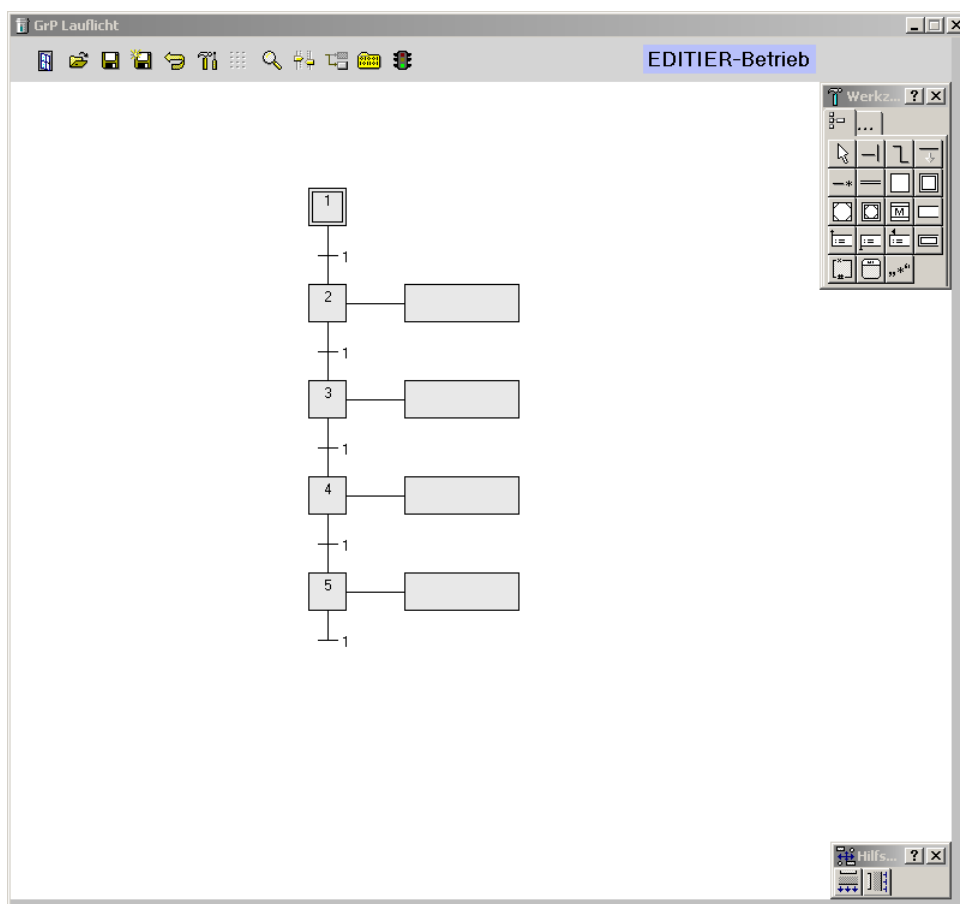 GrP Lauflicht
EDITIER-Betrieb
Werkz... ?
...
M
:= := :=
„*“
1
1
2
1
3
1
4
1
5
1
Hilfs... ?